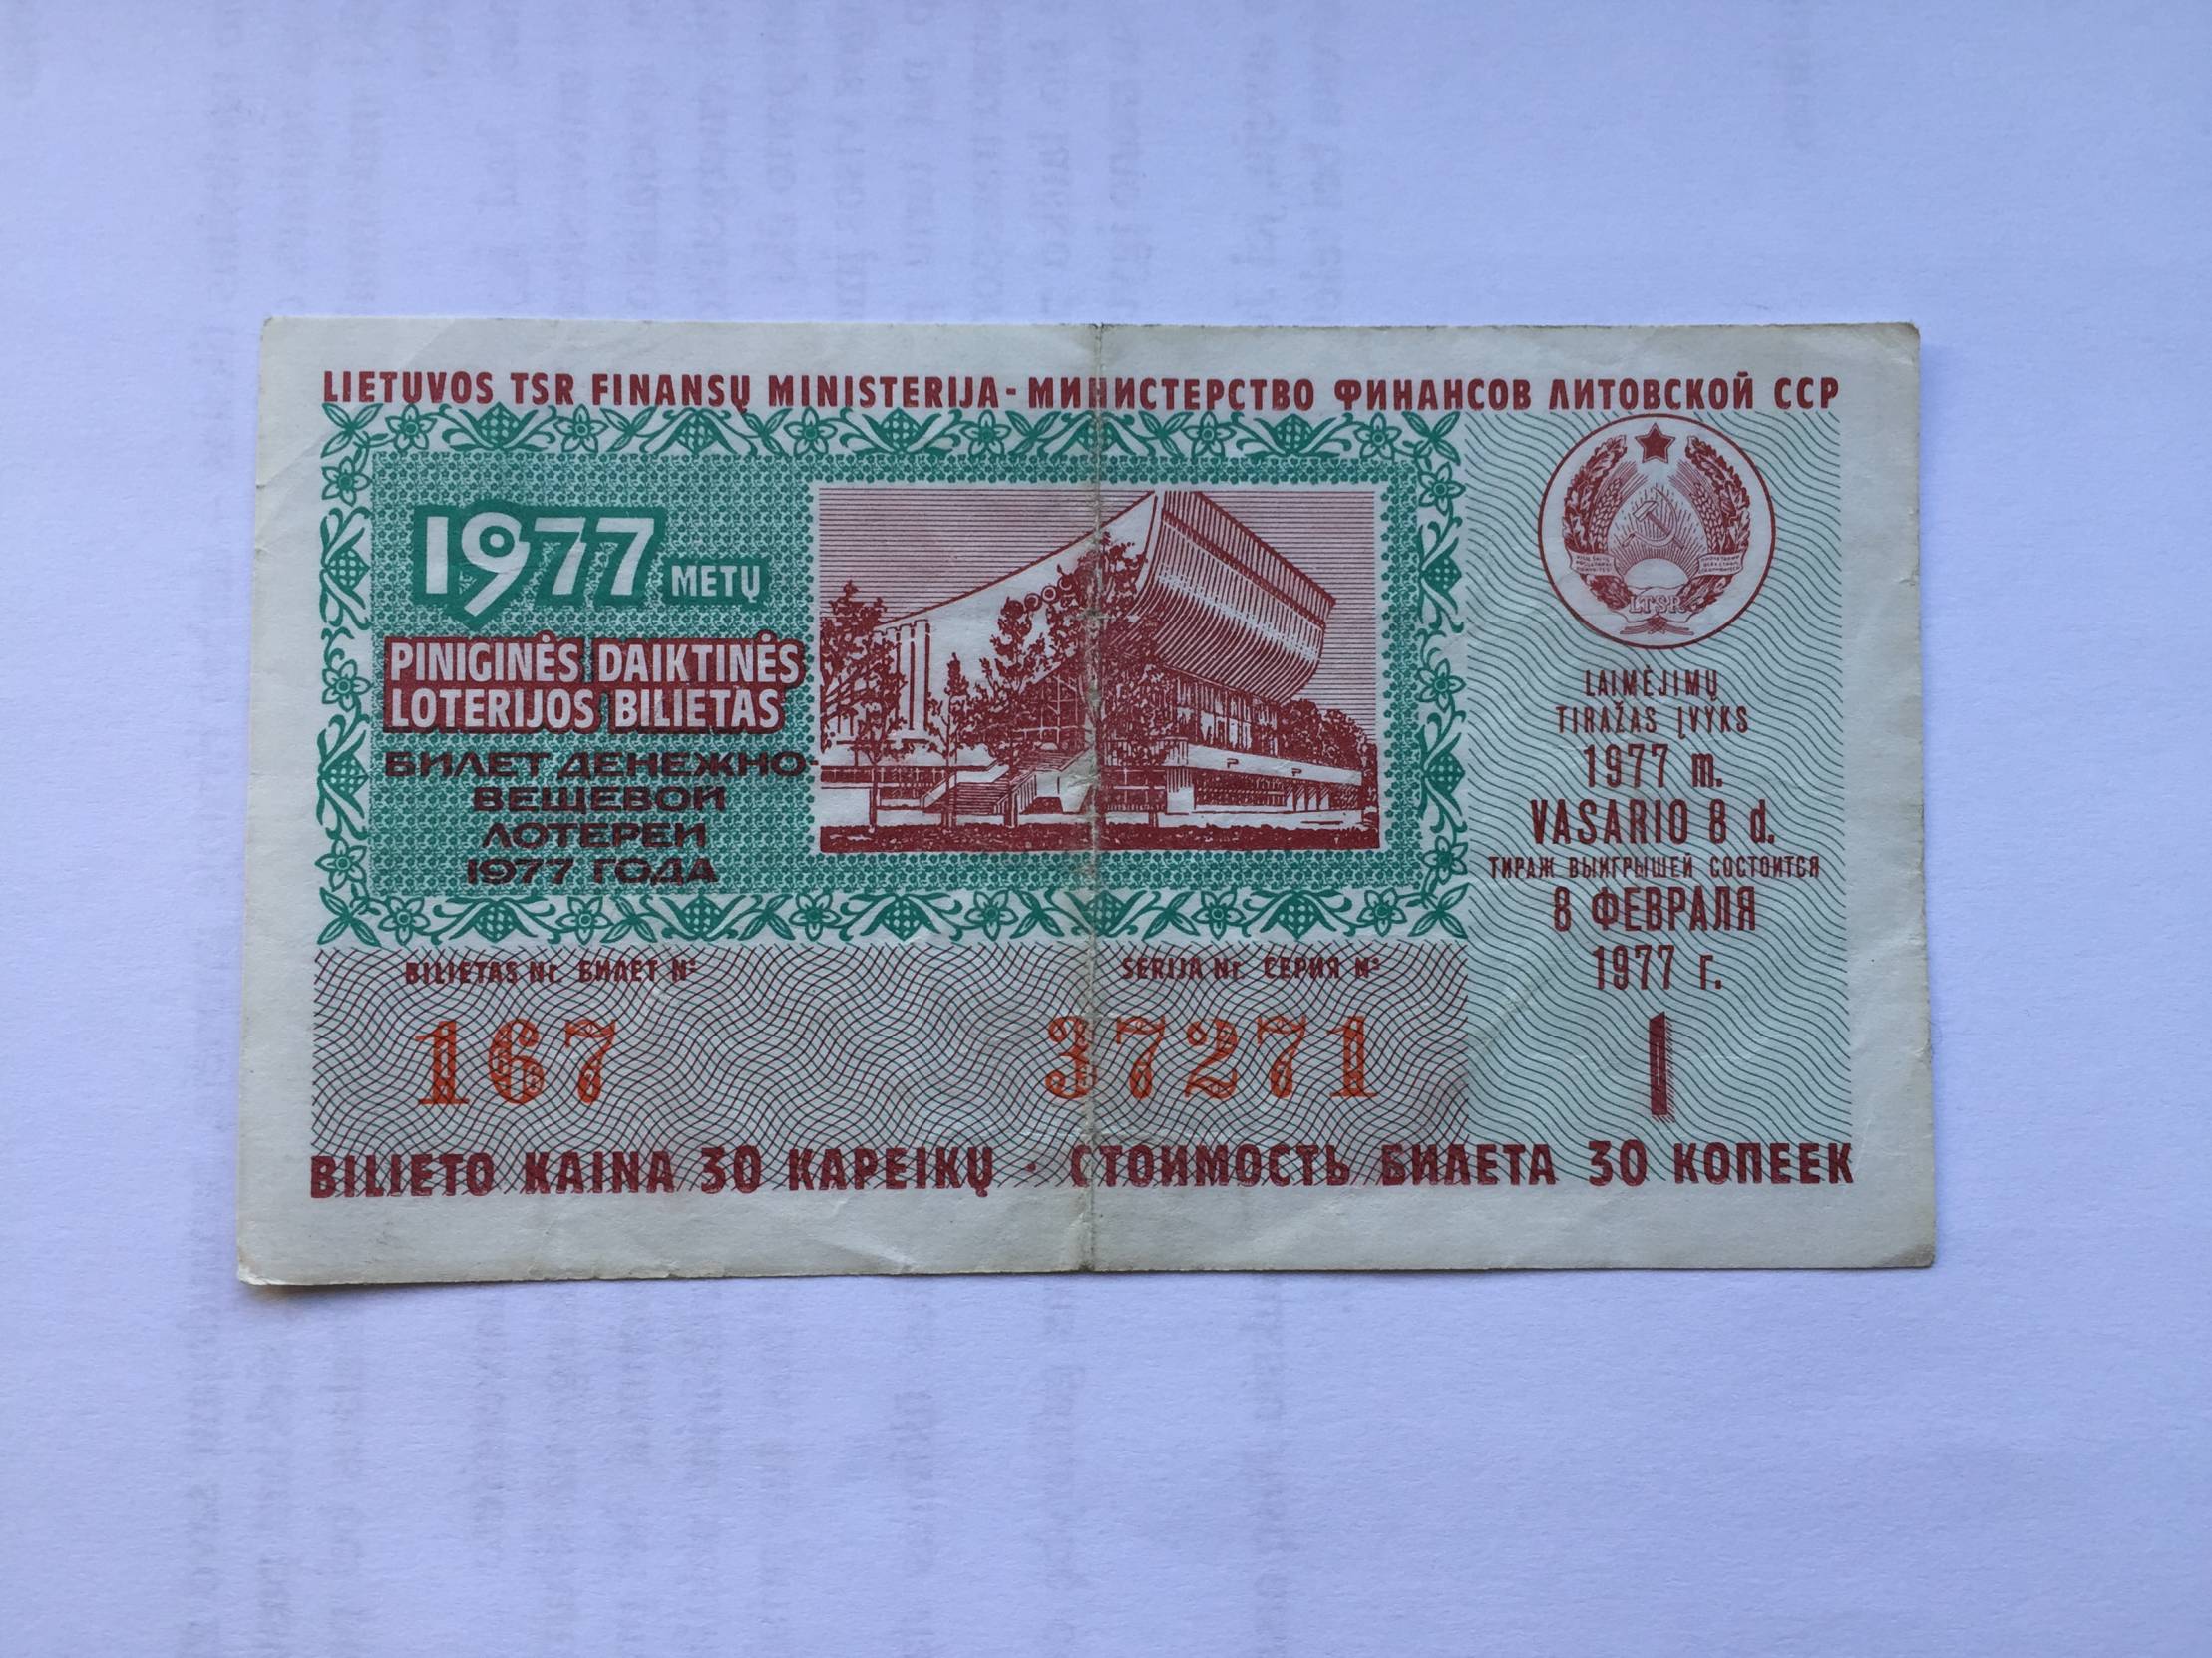 LIETUVOS TSR FINANSŲ MINISTERIJA - МИНИСТЕРСТВО ФИНАНСОВ ЛИТОВСКОЙ ССР
1977 METŲ
PINIGINĖS DAIKTINĖS
LOTERIJOS BILIETAS
БИЛЕТ ДЕНЕЖНО-
ВЕЩЕВОЙ
ЛОТЕРЕИ
1977 ГОДА
LTSR
LAIMĖJIMŲ
TIRAŽAS ĮVYKS
1977 m.
VASARIO 8 d.
ТИРАЖ ВЫИГРЫШЕЙ СОСТОИТСЯ
8 ФЕВРАЛЯ
1977 г.
1
BILIETAS Nr. БИЛЕТ №
167
SERIJA Nr. СЕРИЯ №
37271
BILIETO KAINA 30 KAPEIKŲ · СТОИМОСТЬ БИЛЕТА 30 КОПЕЕК